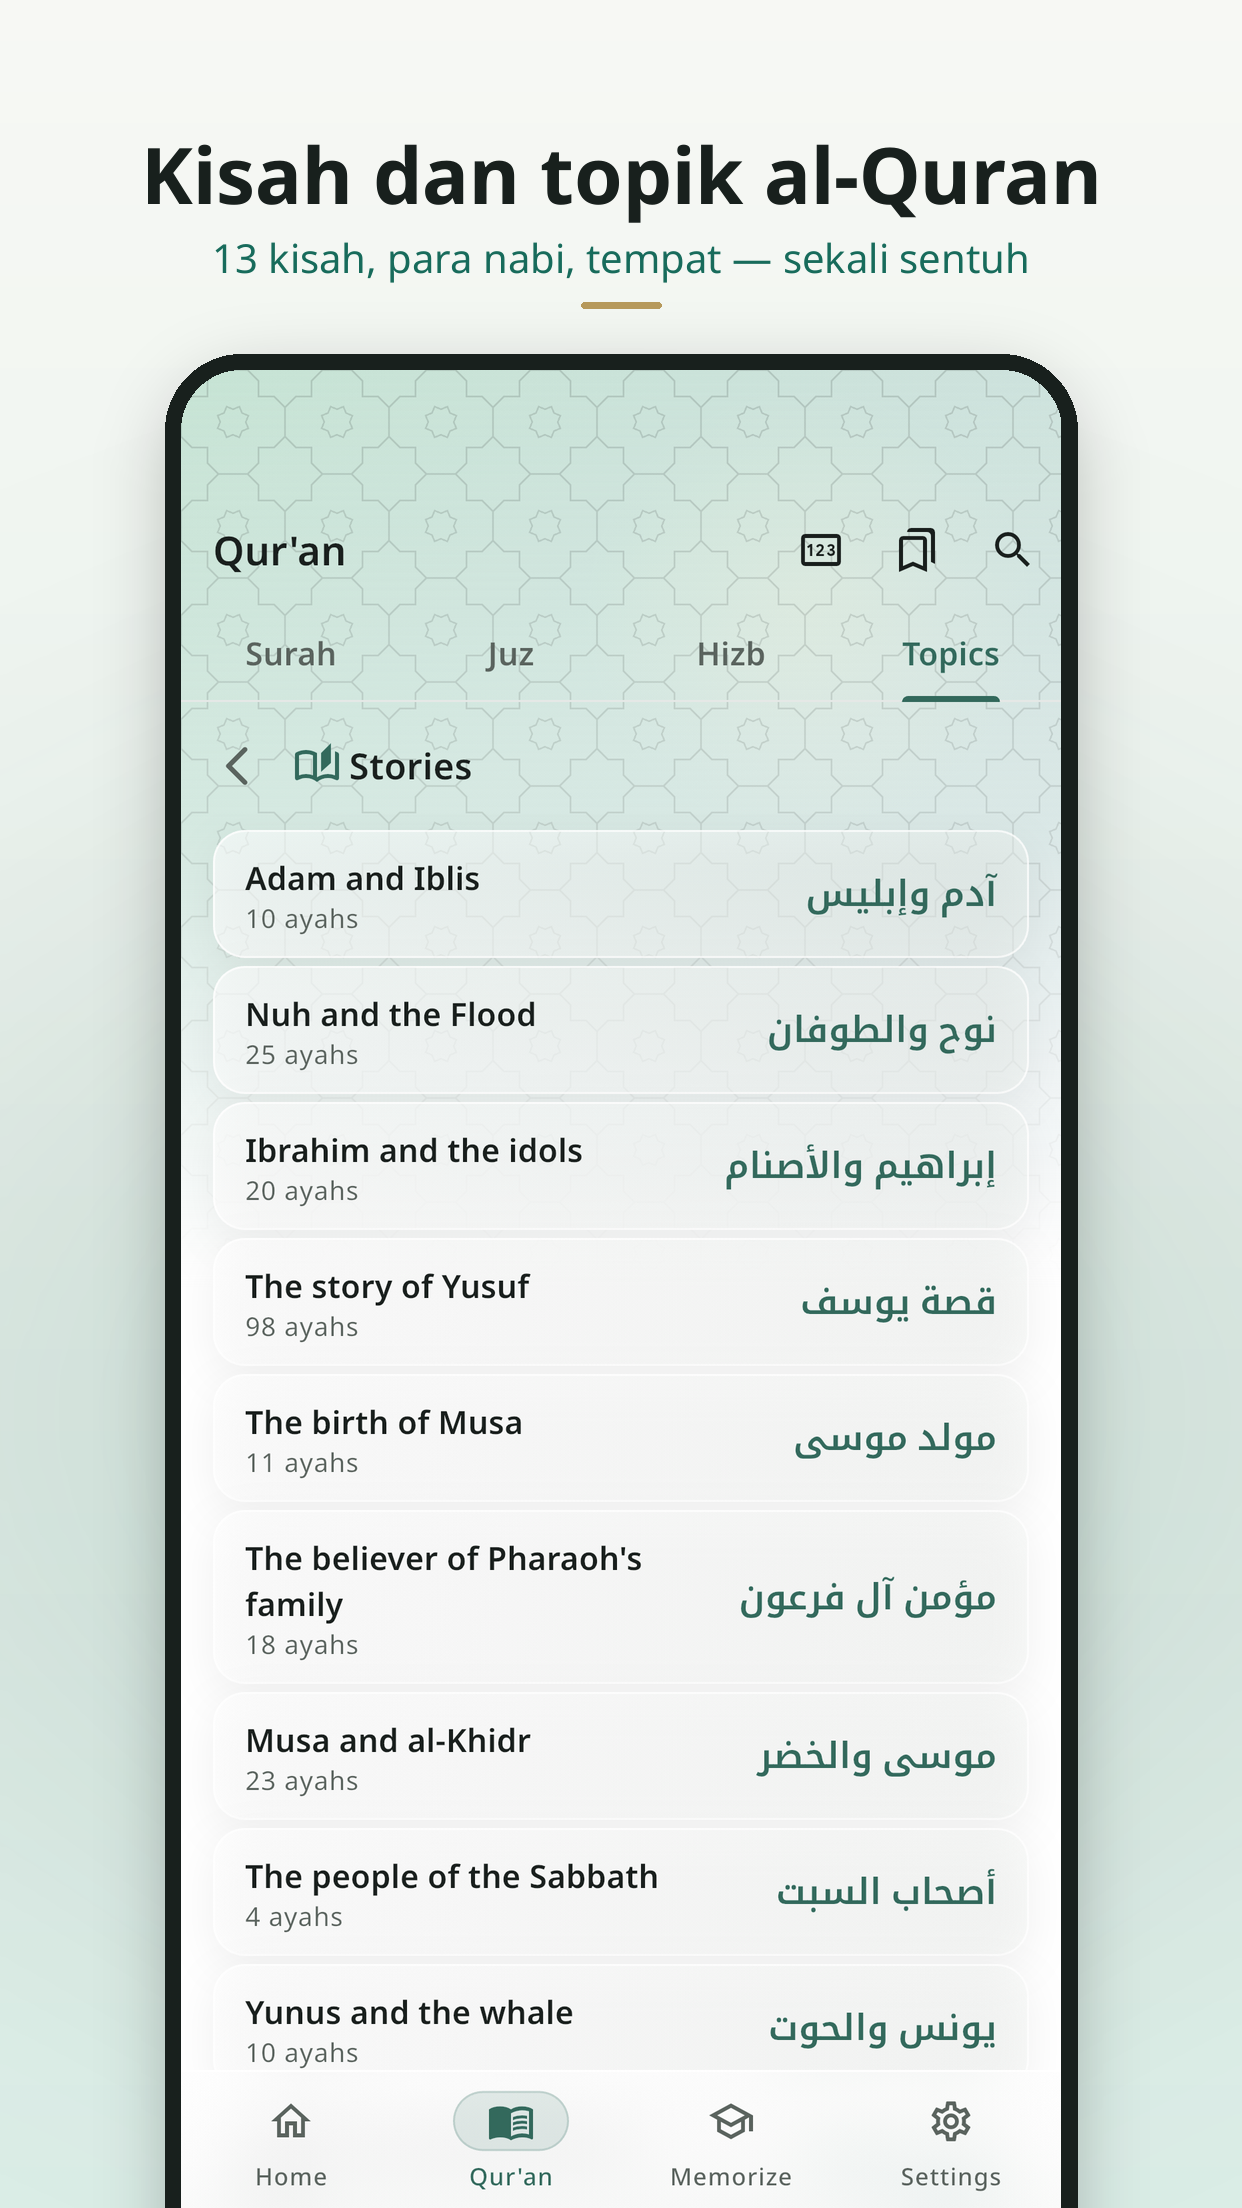 Kisah dan topik al-Quran
13 kisah, para nabi, tempat — sekali sentuh
Qur'an
123
Surah Juz Hizb Topics
Stories
Adam and Iblis
آدم وإبليس
10 ayahs
Nuh and the Flood
نوح والطوفان
25 ayahs
Ibrahim and the idols
إبراهيم والأصنام
20 ayahs
The story of Yusuf
قصة يوسف
98 ayahs
The birth of Musa
مولد موسى
11 ayahs
The believer of Pharaoh's
family
مؤمن آل فرعون
18 ayahs
Musa and al-Khidr
موسى والخضر
23 ayahs
The people of the Sabbath
أصحاب السبت
4 ayahs
Yunus and the whale
يونس والحوت
10 ayahs
Home Qur'an Memorize Settings